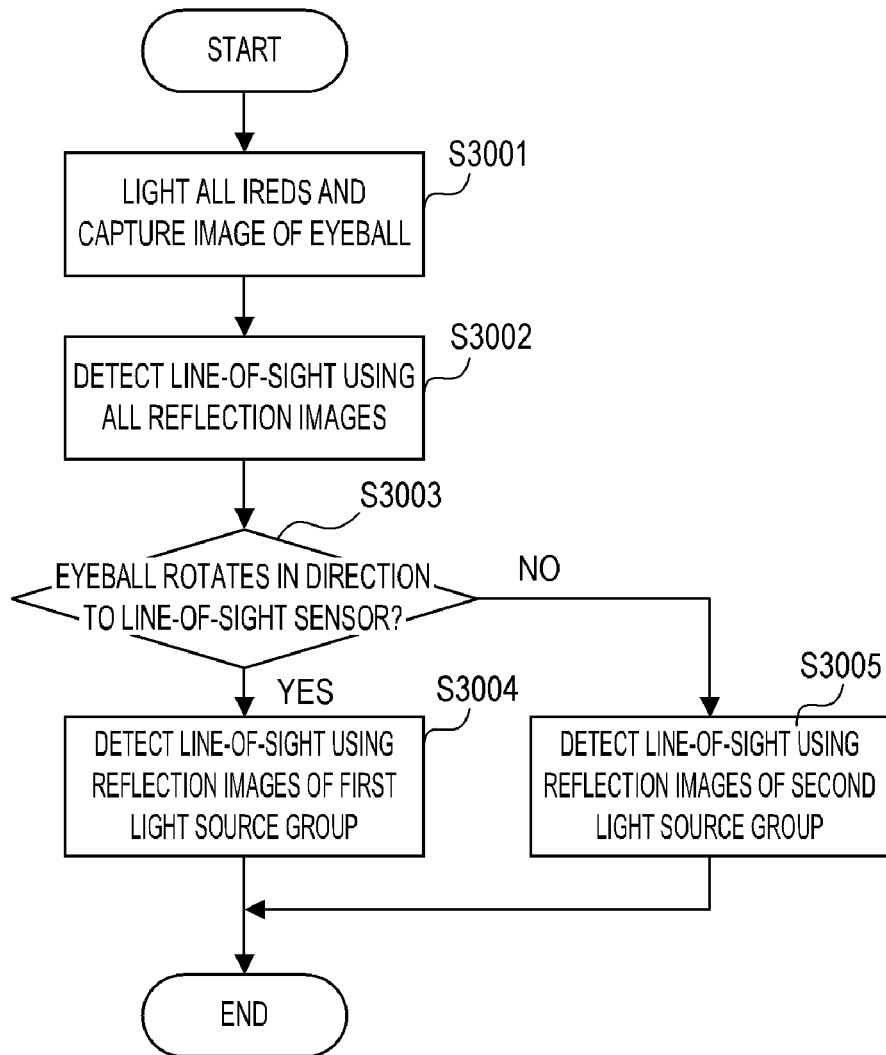 START
S3001
LIGHT ALL IREDS AND
CAPTURE IMAGE OF EYEBALL
S3002
DETECT LINE-OF-SIGHT USING
ALL REFLECTION IMAGES
S3003
EYEBALL ROTATES IN DIRECTION
TO LINE-OF-SIGHT SENSOR?
NO
YES
S3004
DETECT LINE-OF-SIGHT USING
REFLECTION IMAGES OF FIRST
LIGHT SOURCE GROUP
S3005
DETECT LINE-OF-SIGHT USING
REFLECTION IMAGES OF SECOND
LIGHT SOURCE GROUP
END